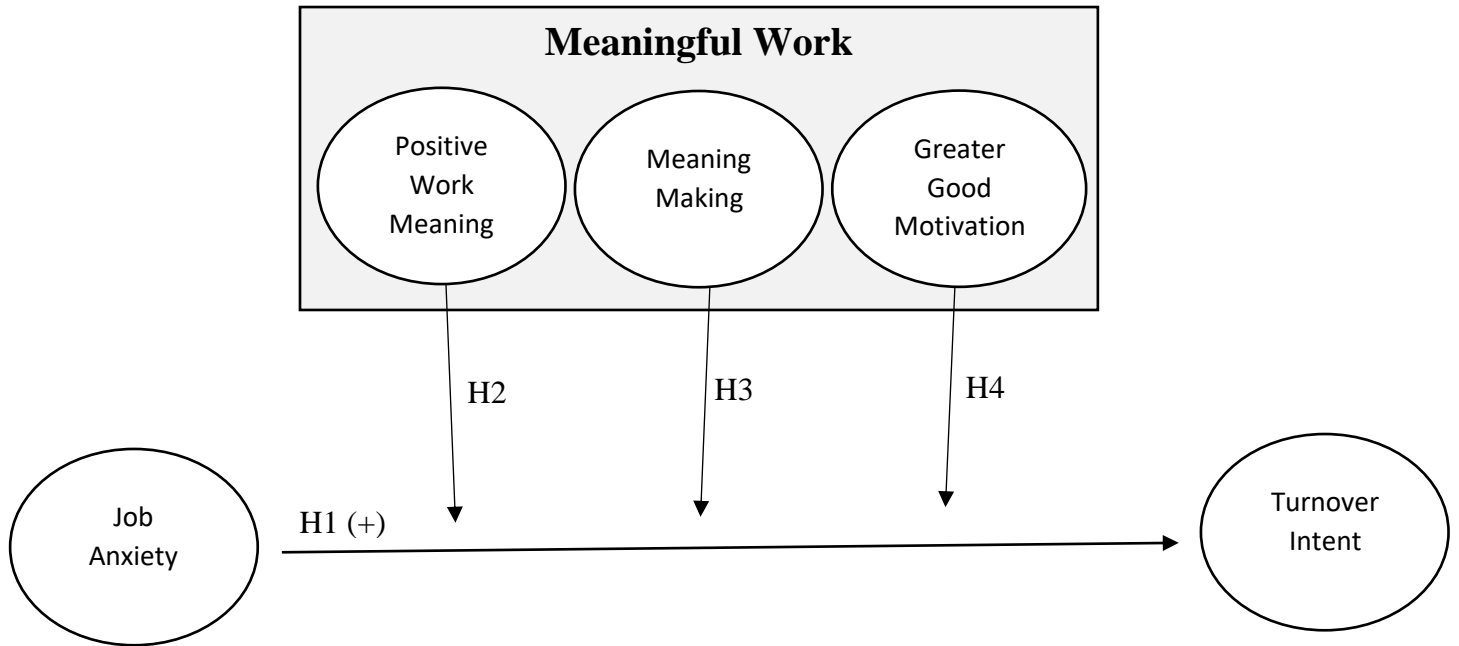 Meaningful Work
Positive
Work
Meaning
Meaning
Making
Greater
Good
Motivation
H2
H3
H4
Job
Anxiety
H1 (+)
Turnover
Intent